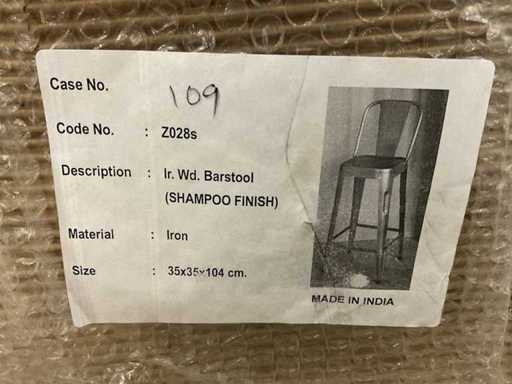 Case No. 109
Code No. : Z028s
Description : Ir. Wd. Barstool
(SHAMPOO FINISH)
Material : Iron
Size : 35x35x104 cm.
MADE IN INDIA